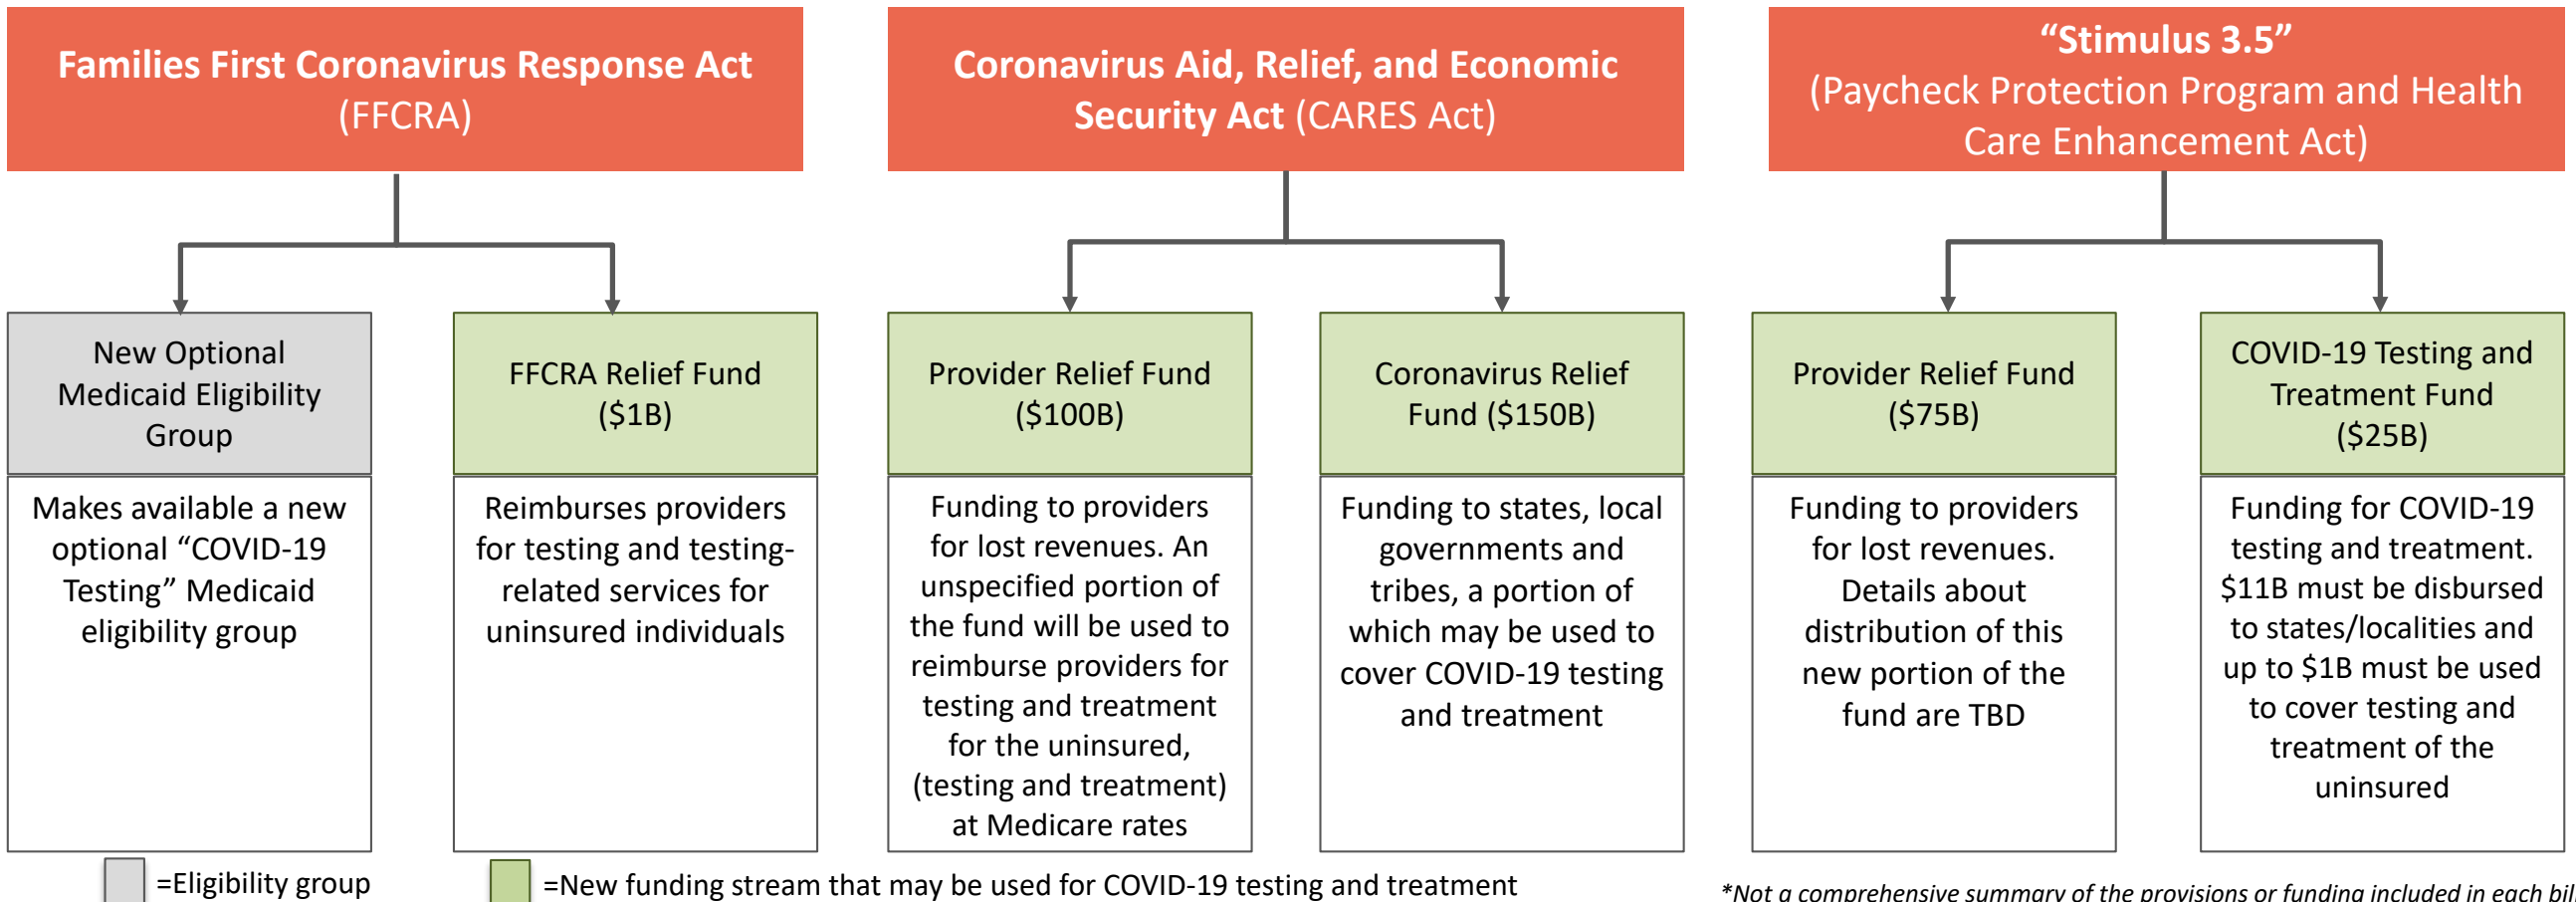 Families First Coronavirus Response Act
(FFCRA)
Coronavirus Aid, Relief, and Economic
Security Act (CARES Act)
“Stimulus 3.5”
(Paycheck Protection Program and Health
Care Enhancement Act)
New Optional
Medicaid Eligibility
Group
Makes available a new
optional “COVID-19
Testing” Medicaid
eligibility group
FFCRA Relief Fund
($1B)
Reimburses providers
for testing and testing-
related services for
uninsured individuals
Provider Relief Fund
($100B)
Funding to providers
for lost revenues. An
unspecified portion of
the fund will be used to
reimburse providers for
testing and treatment
for the uninsured,
(testing and treatment)
at Medicare rates
Coronavirus Relief
Fund ($150B)
Funding to states, local
governments and
tribes, a portion of
which may be used to
cover COVID-19 testing
and treatment
Provider Relief Fund
($75B)
Funding to providers
for lost revenues.
Details about
distribution of this
new portion of the
fund are TBD
COVID-19 Testing and
Treatment Fund
($25B)
Funding for COVID-19
testing and treatment.
$11B must be disbursed
to states/localities and
up to $1B must be used
to cover testing and
treatment of the
uninsured
=Eligibility group
=New funding stream that may be used for COVID-19 testing and treatment
*Not a comprehensive summary of the provisions or funding included in each bil